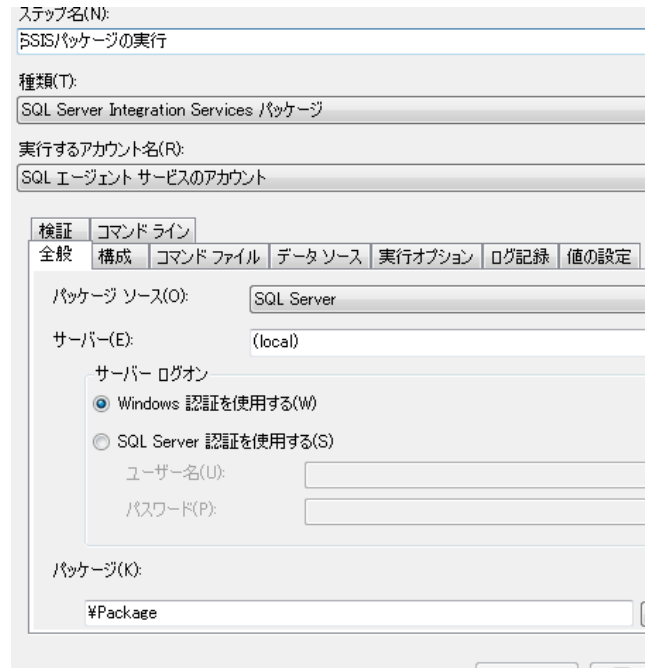 ステップ名(N):
SSISパッケージの実行
種類(T):
SQL Server Integration Services パッケージ
実行するアカウント名(R):
SQL エージェント サービスのアカウント
検証 コマンド ライン
全般 構成 コマンド ファイル データ ソース 実行オプション ログ記録 値の設定
パッケージ ソース(O): SQL Server
サーバー(E): (local)
サーバー ログオン
Windows 認証を使用する(W)
SQL Server 認証を使用する(S)
ユーザー名(U):
パスワード(P):
パッケージ(K):
¥Package